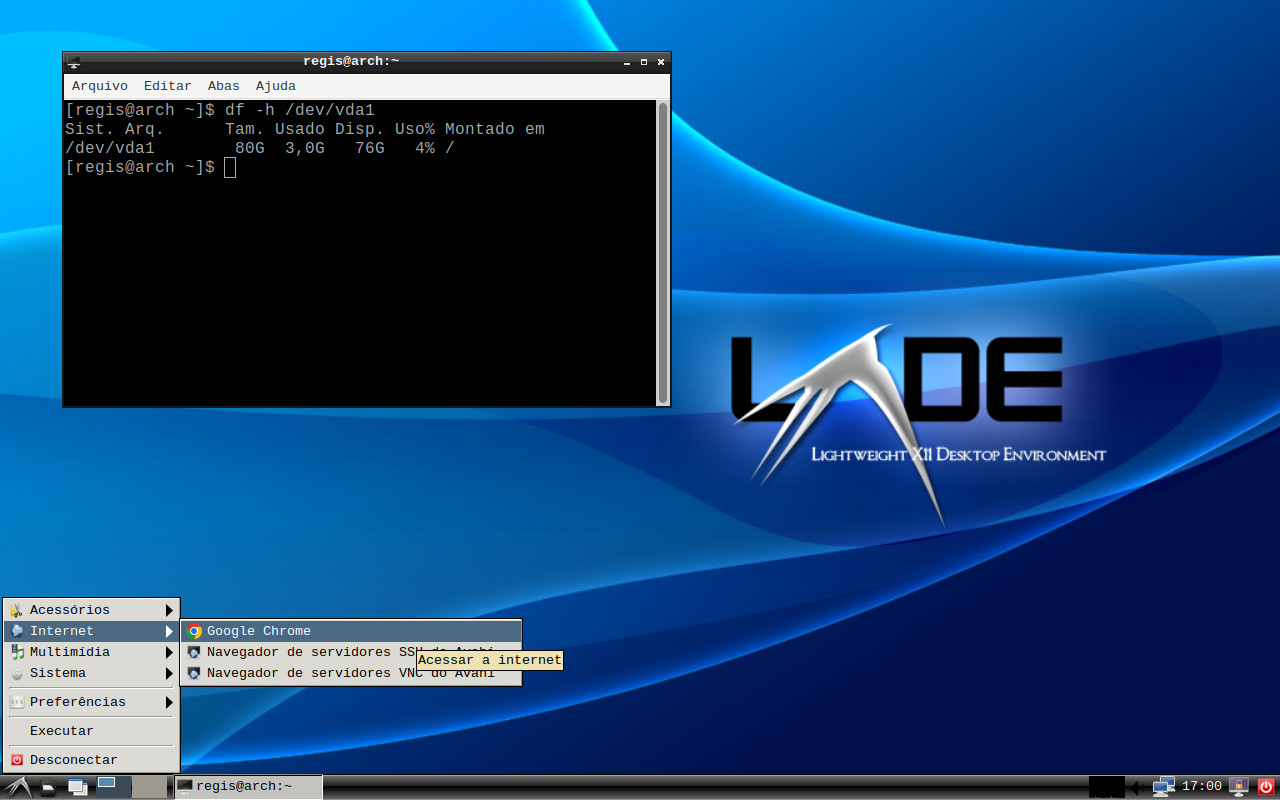 regis@arch:~
Arquivo Editar Abas Ajuda
[regis@arch ~]$ df -h /dev/vda1
Sist. Arq.      Tam. Usado Disp. Uso% Montado em
/dev/vda1        80G  3,0G   76G   4% /
[regis@arch ~]$
LXDE
Lightweight X11 Desktop Environment
Acessórios
Internet
Multimídia
Sistema
Preferências
Executar
Desconectar
Google Chrome
Navegador de servidores SSH do Avahi
Acessar a internet
Navegador de servidores VNC do Avahi
regis@arch:~
17:00